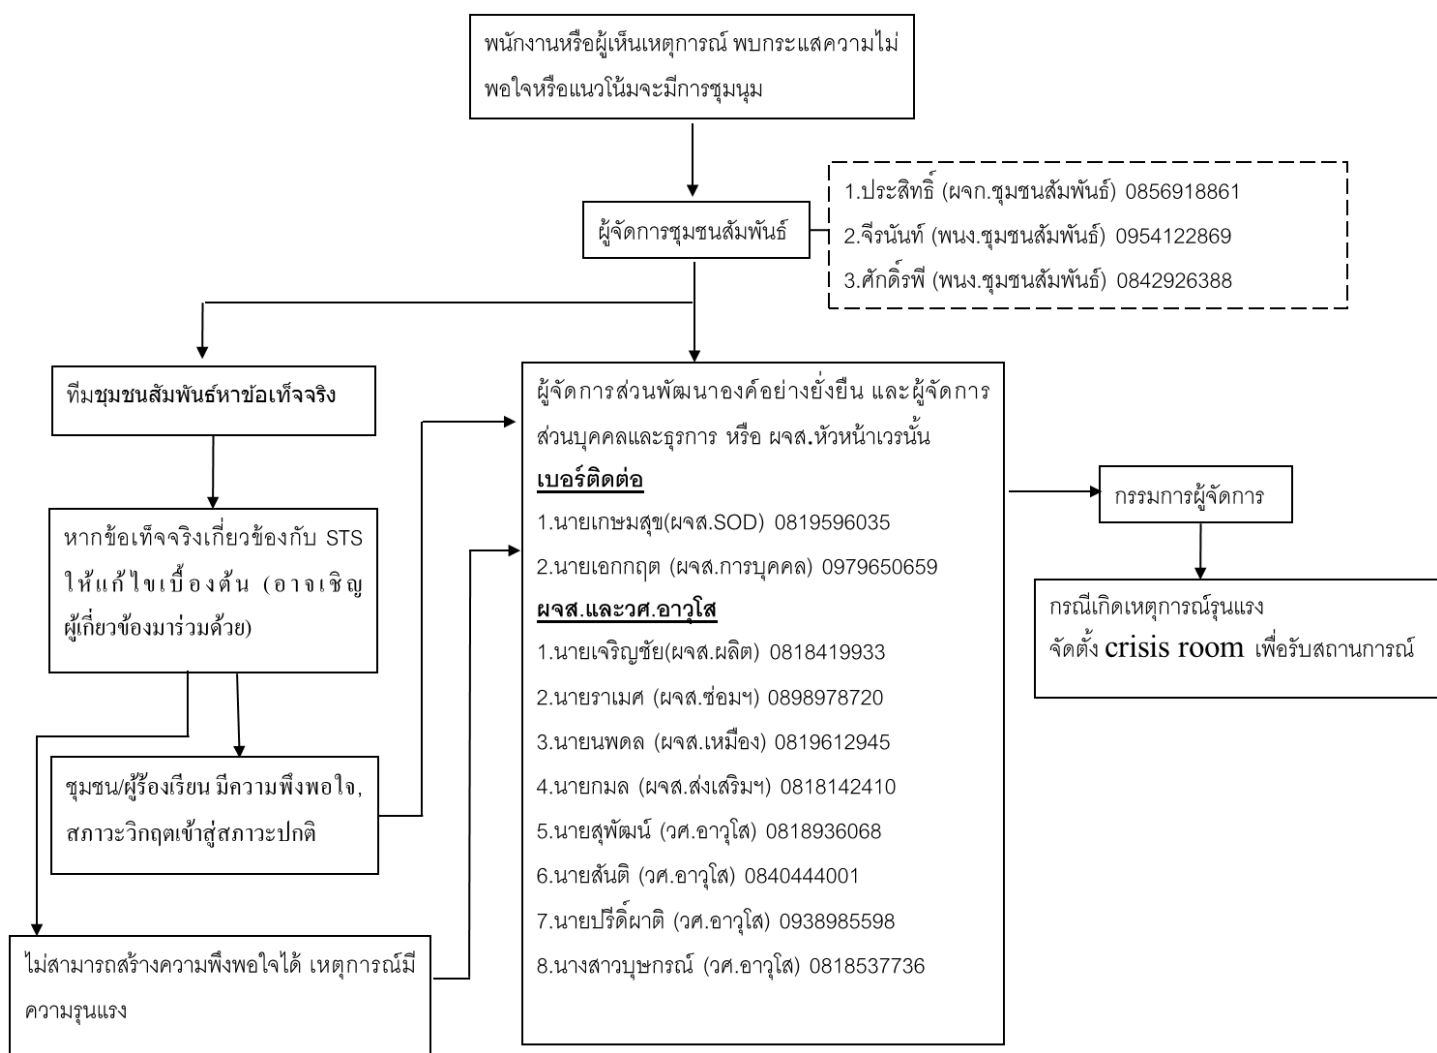 พนักงานหรือผู้เห็นเหตุการณ์ พบกระแสความไม่
พอใจหรือแนวโน้มจะมีการชุมนุม
ผู้จัดการชุมชนสัมพันธ์
1.ประสิทธิ์ (ผจก.ชุมชนสัมพันธ์) 0856918861
2.จีรนันท์ (พนง.ชุมชนสัมพันธ์) 0954122869
3.ศักดิ์รพี (พนง.ชุมชนสัมพันธ์) 0842926388
ทีมชุมชนสัมพันธ์หาข้อเท็จจริง
หากข้อเท็จจริงเกี่ยวข้องกับ STS
ให้แก้ไขเบื้องต้น (อาจเชิญ
ผู้เกี่ยวข้องมาร่วมด้วย)
ชุมชน/ผู้ร้องเรียน มีความพึงพอใจ,
สภาวะวิกฤตเข้าสู่สภาวะปกติ
ไม่สามารถสร้างความพึงพอใจได้ เหตุการณ์มี
ความรุนแรง
ผู้จัดการส่วนพัฒนาองค์อย่างยั่งยืน และผู้จัดการ
ส่วนบุคคลและธุรการ หรือ ผจส.หัวหน้าเวรนั้น
เบอร์ติดต่อ
1.นายเกษมสุข(ผจส.SOD) 0819596035
2.นายเอกกฤต (ผจส.การบุคคล) 0979650659
ผจส.และวศ.อาวุโส
1.นายเจริญชัย(ผจส.ผลิต) 0818419933
2.นายราเมศ (ผจส.ซ่อมฯ) 0898978720
3.นายนพดล (ผจส.เหมือง) 0819612945
4.นายกมล (ผจส.ส่งเสริมฯ) 0818142410
5.นายสุพัฒน์ (วศ.อาวุโส) 0818936068
6.นายสันติ (วศ.อาวุโส) 0840444001
7.นายปรีดิ์ผาติ (วศ.อาวุโส) 0938985598
8.นางสาวบุษกรณ์ (วศ.อาวุโส) 0818537736
กรรมการผู้จัดการ
กรณีเกิดเหตุการณ์รุนแรง
จัดตั้ง crisis room เพื่อรับสถานการณ์